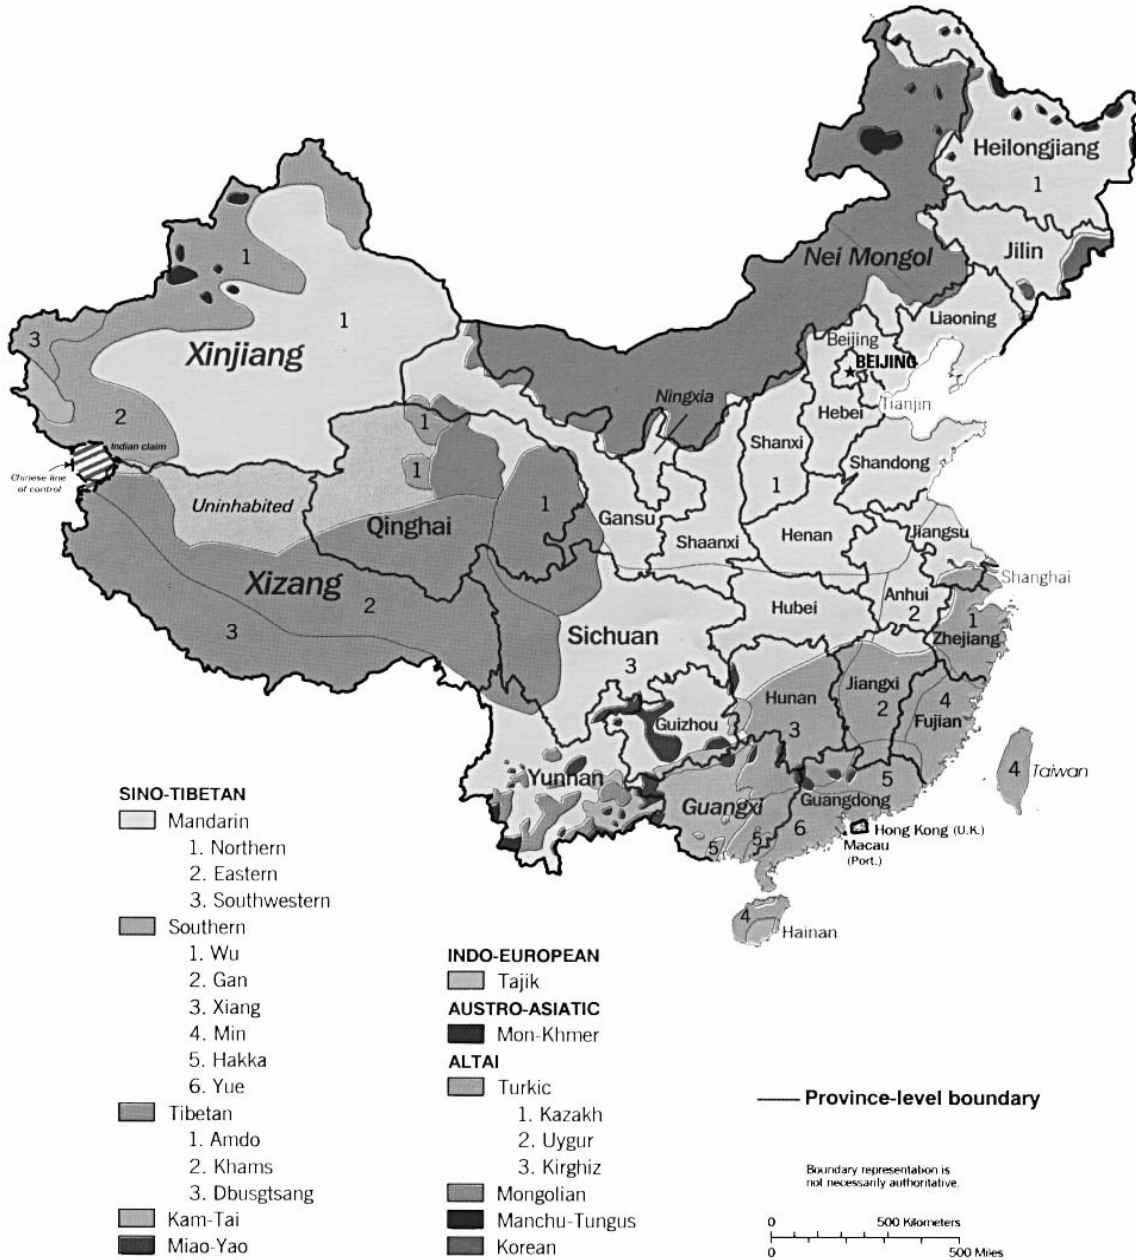 Heilongjiang
1
Jilin
Nei Mongol
Liaoning
1
1
3
Xinjiang
Beijing
BEIJING
Ningxia
Tianjin
Hebei
2
1
Shanxi
Indian claim
Chinese line
of control
1
Shandong
1
Uninhabited
1
Qinghai
Gansu
Henan
Jiangsu
Shaanxi
Shanghai
Xizang
2
Hubei
Anhui
2
1
Zhejiang
3
Sichuan
3
Jiangxi
Hunan
2
4
Fujian
3
Guizhou
Yunnan
5
4
Taiwan
Guangxi
Guangdong
6
5
5
Hong Kong (U.K.)
Macau
(Port.)
4
Hainan
SINO-TIBETAN
Mandarin
1. Northern
2. Eastern
3. Southwestern
Southern
1. Wu
2. Gan
3. Xiang
4. Min
5. Hakka
6. Yue
Tibetan
1. Amdo
2. Khams
3. Dbusgtsang
Kam-Tai
Miao-Yao
INDO-EUROPEAN
Tajik
AUSTRO-ASIATIC
Mon-Khmer
ALTAI
Turkic
1. Kazakh
2. Uygur
3. Kirghiz
Mongolian
Manchu-Tungus
Korean
Province-level boundary
Boundary representation is
not necessarily authoritative.
0 500 Kilometers
0 500 Miles